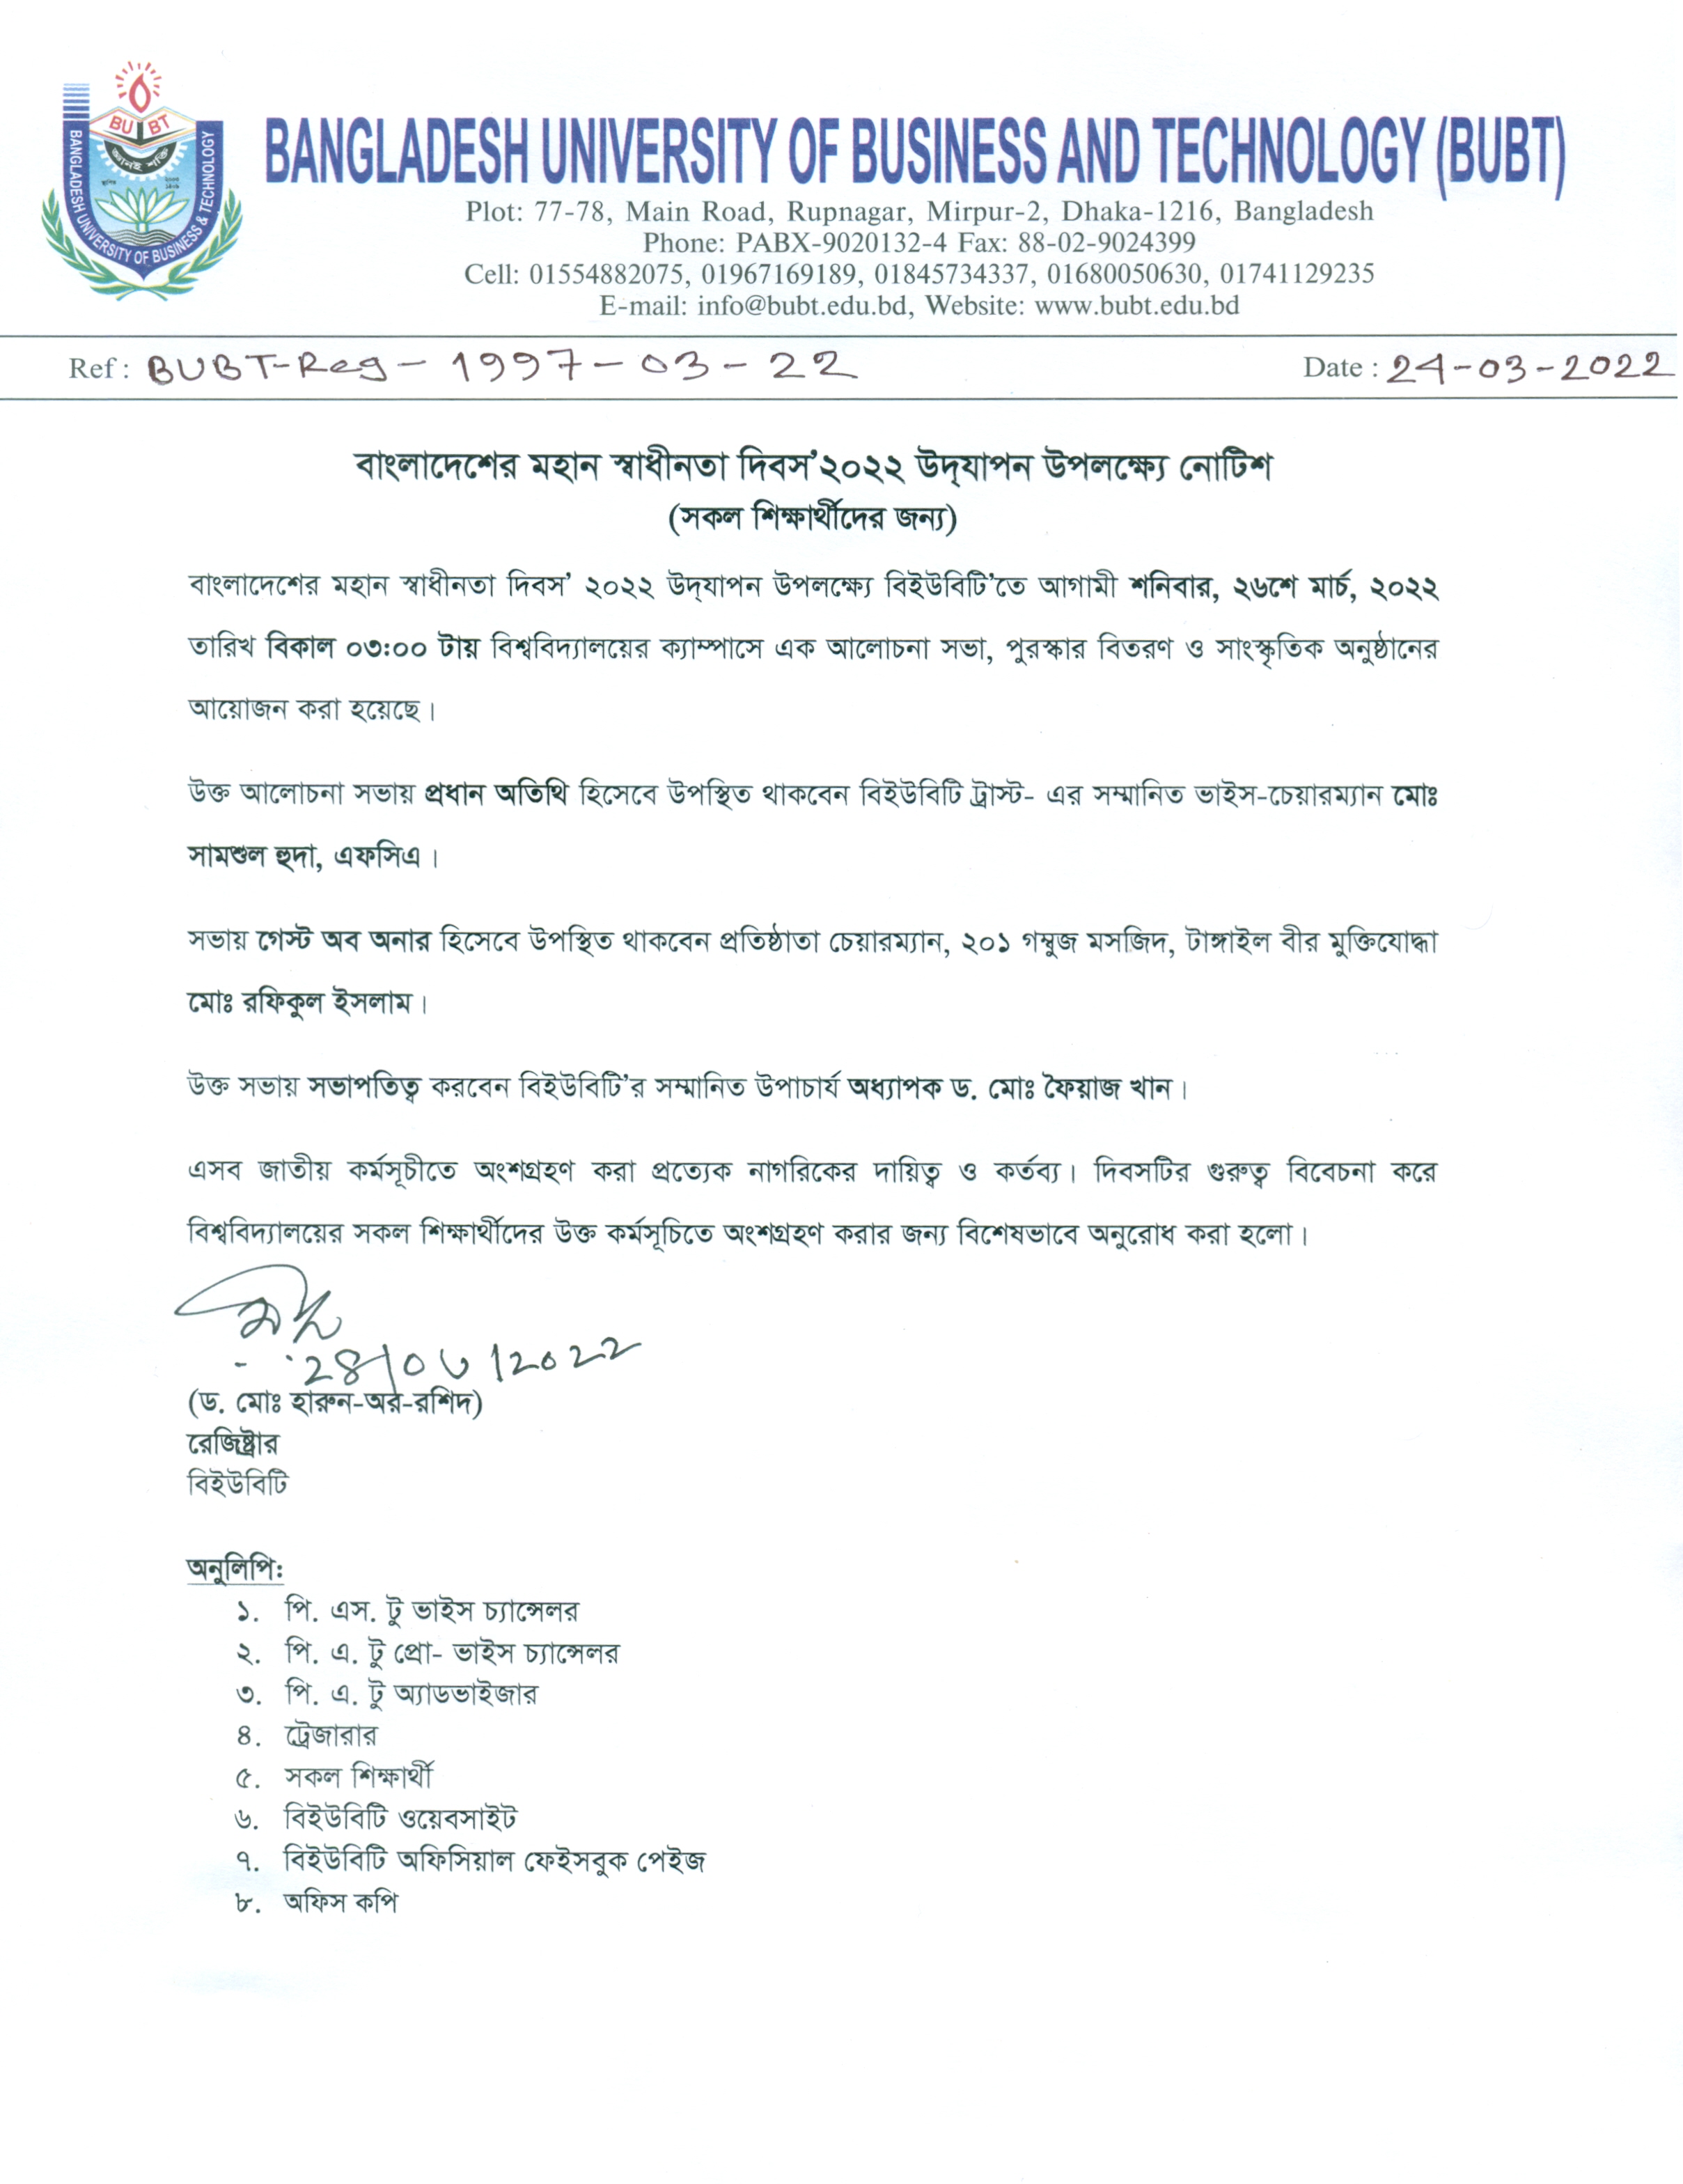 BUBT
জ্ঞানই শক্তি
BANGLADESH UNIVERSITY OF BUSINESS & TECHNOLOGY
BANGLADESH UNIVERSITY OF BUSINESS AND TECHNOLOGY (BUBT)
Plot: 77-78, Main Road, Rupnagar, Mirpur-2, Dhaka-1216, Bangladesh
Phone: PABX-9020132-4 Fax: 88-02-9024399
Cell: 01554882075, 01967169189, 01845734337, 01680050630, 01741129235
E-mail: info@bubt.edu.bd, Website: www.bubt.edu.bd
Ref : BUBT-Reg-1997-03-22 Date : 24-03-2022
বাংলাদেশের মহান স্বাধীনতা দিবস'২০২২ উদ্‌যাপন উপলক্ষ্যে নোটিশ
(সকল শিক্ষার্থীদের জন্য)
বাংলাদেশের মহান স্বাধীনতা দিবস' ২০২২ উদ্‌যাপন উপলক্ষ্যে বিইউবিটি'তে আগামী শনিবার, ২৬শে মার্চ, ২০২২
তারিখ বিকাল ০৩:০০ টায় বিশ্ববিদ্যালয়ের ক্যাম্পাসে এক আলোচনা সভা, পুরস্কার বিতরণ ও সাংস্কৃতিক অনুষ্ঠানের
আয়োজন করা হয়েছে।
উক্ত আলোচনা সভায় প্রধান অতিথি হিসেবে উপস্থিত থাকবেন বিইউবিটি ট্রাস্ট- এর সম্মানিত ভাইস-চেয়ারম্যান মোঃ
সামশুল হুদা, এফসিএ।
সভায় গেস্ট অব অনার হিসেবে উপস্থিত থাকবেন প্রতিষ্ঠাতা চেয়ারম্যান, ২০১ গম্বুজ মসজিদ, টাঙ্গাইল বীর মুক্তিযোদ্ধা
মোঃ রফিকুল ইসলাম।
উক্ত সভায় সভাপতিত্ব করবেন বিইউবিটি'র সম্মানিত উপাচার্য অধ্যাপক ড. মোঃ ফৈয়াজ খান।
এসব জাতীয় কর্মসূচীতে অংশগ্রহণ করা প্রত্যেক নাগরিকের দায়িত্ব ও কর্তব্য। দিবসটির গুরুত্ব বিবেচনা করে
বিশ্ববিদ্যালয়ের সকল শিক্ষার্থীদের উক্ত কর্মসূচিতে অংশগ্রহণ করার জন্য বিশেষভাবে অনুরোধ করা হলো।
২৪/০৩/২০২২
(ড. মোঃ হারুন-অর-রশিদ)
রেজিষ্ট্রার
বিইউবিটি
অনুলিপি:
১. পি. এস. টু ভাইস চ্যান্সেলর
২. পি. এ. টু প্রো- ভাইস চ্যান্সেলর
৩. পি. এ. টু অ্যাডভাইজার
৪. ট্রেজারার
৫. সকল শিক্ষার্থী
৬. বিইউবিটি ওয়েবসাইট
৭. বিইউবিটি অফিসিয়াল ফেইসবুক পেইজ
৮. অফিস কপি